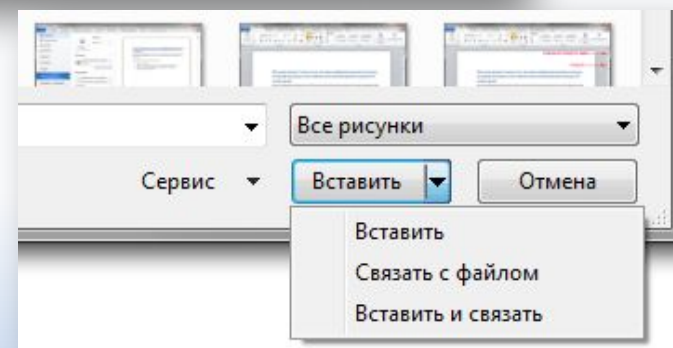 Все рисунки
Сервис Вставить Отмена
Вставить
Связать с файлом
Вставить и связать